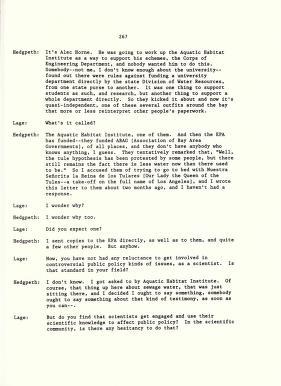 267
Hedgpeth: It's Alec Horne. He was going to work up the Aquatic Habitat
Institute as a way to support his schemes, the Corps of
Engineering Department, and nobody wanted him to do this.
Somebody--not me, I don't know enough about the university--
found out there were rules against funding a university
department directly by the state Division of Water Resources,
from one state purse to another. It was one thing to support
students as such, and research, but another thing to support a
whole department directly. So they kicked it about and now it's
quasi-independent, one of these several outfits around the bay
that more or less reinterpret other people's paperwork.
Lage: What's it called?
Hedgpeth: The Aquatic Habitat Institute, one of them. And then the EPA
has funded--they funded ABAG (Association of Bay Area
Governments), of all places, and they don't have anybody who
knows anything, I guess. They tentatively remarked that, "Well,
the tule hypothesis has been protested by some people, but there
still remains the fact there is less water now than there used
to be." So I accused them of trying to go to bed with Nuestra
Señorita la Reina de los Tulares [Our Lady the Queen of the
Tules--a take-off on the full name of Los Angeles], and wrote
this letter to them about two months ago, and I haven't had a
response.
Lage: I wonder why?
Hedgpeth: I wonder why too.
Lage: Did you expect one?
Hedgpeth: I sent copies to the EPA directly, as well as to them, and quite
a few other people. But anyhow.
Lage: Now, you have not had any reluctance to get involved in
controversial public policy kinds of issues, as a scientist. Is
that standard in your field?
Hedgpeth: I don't know. I got asked to by Aquatic Habitat Institute. Of
course, that thing up here about sewage water, that was just
sitting there, and I decided I ought to say something, somebody
ought to say something about that kind of testimony, as soon as
you can--.
Lage: But do you find that scientists get engaged and use their
scientific knowledge to affect public policy? In the scientific
community, is there any hesitancy to do that?